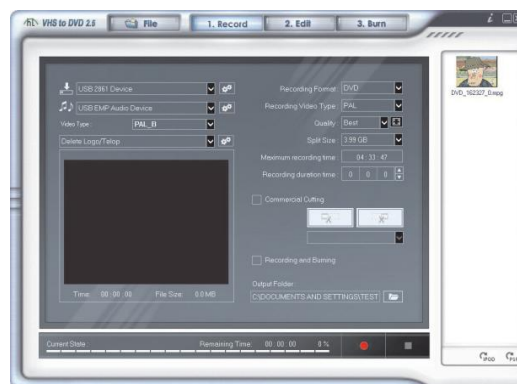 VHS to DVD 2.5
File
1. Record
2. Edit
3. Burn
USB 2861 Device
USB EMP Audio Device
Video Type :
PAL_B
Delete Logo/Telop
Time: 00 : 00 : 00
File Size: 0.0 MB
Recording Format:
DVD
Recording Video Type:
PAL
Quality:
Best
Split Size:
3.99 GB
Maximum recording time:
04 : 33 : 47
Recording duration time:
0 0 0
Commercial Cutting
Recording and Burning
Output Folder
C:\DOCUMENTS AND SETTINGS\TEST
Current State
Remaining Time: 00 : 00 : 00
0 %
DVD_162327_0.mpg